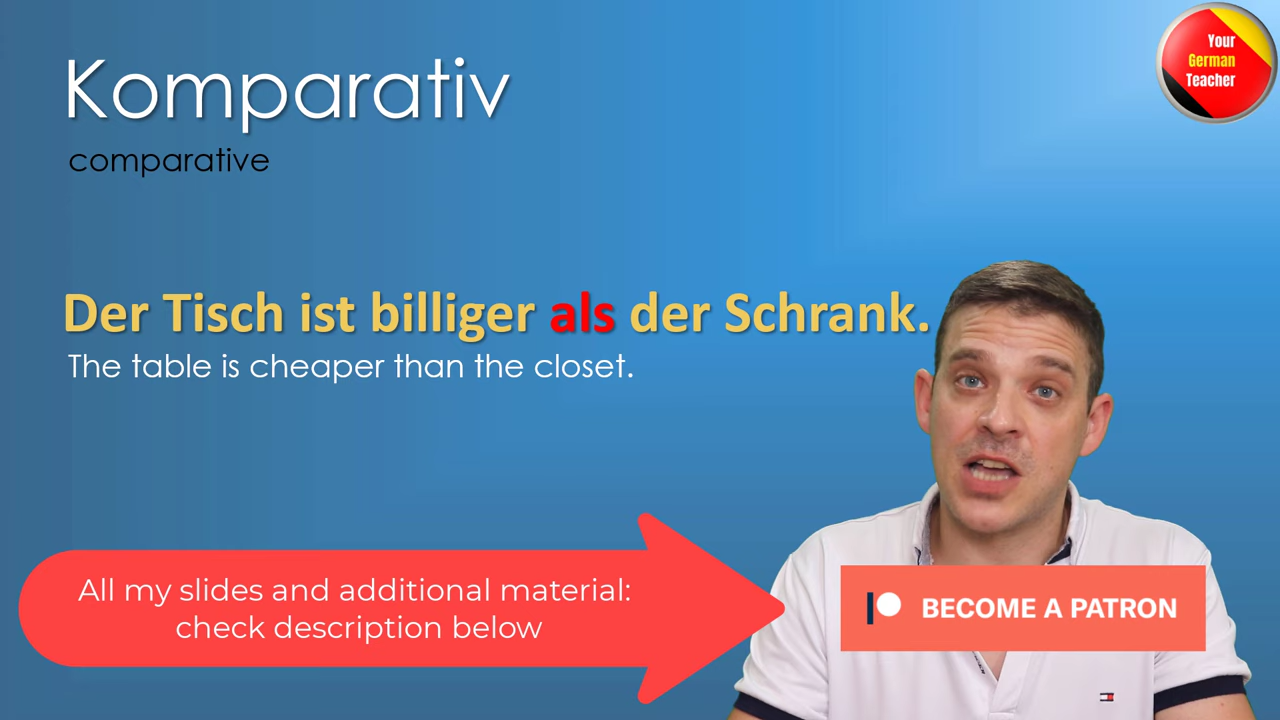 Komparativ
comparative
Your
German
Teacher
Der Tisch ist billiger als der Schrank.
The table is cheaper than the closet.
All my slides and additional material:
check description below
BECOME A PATRON